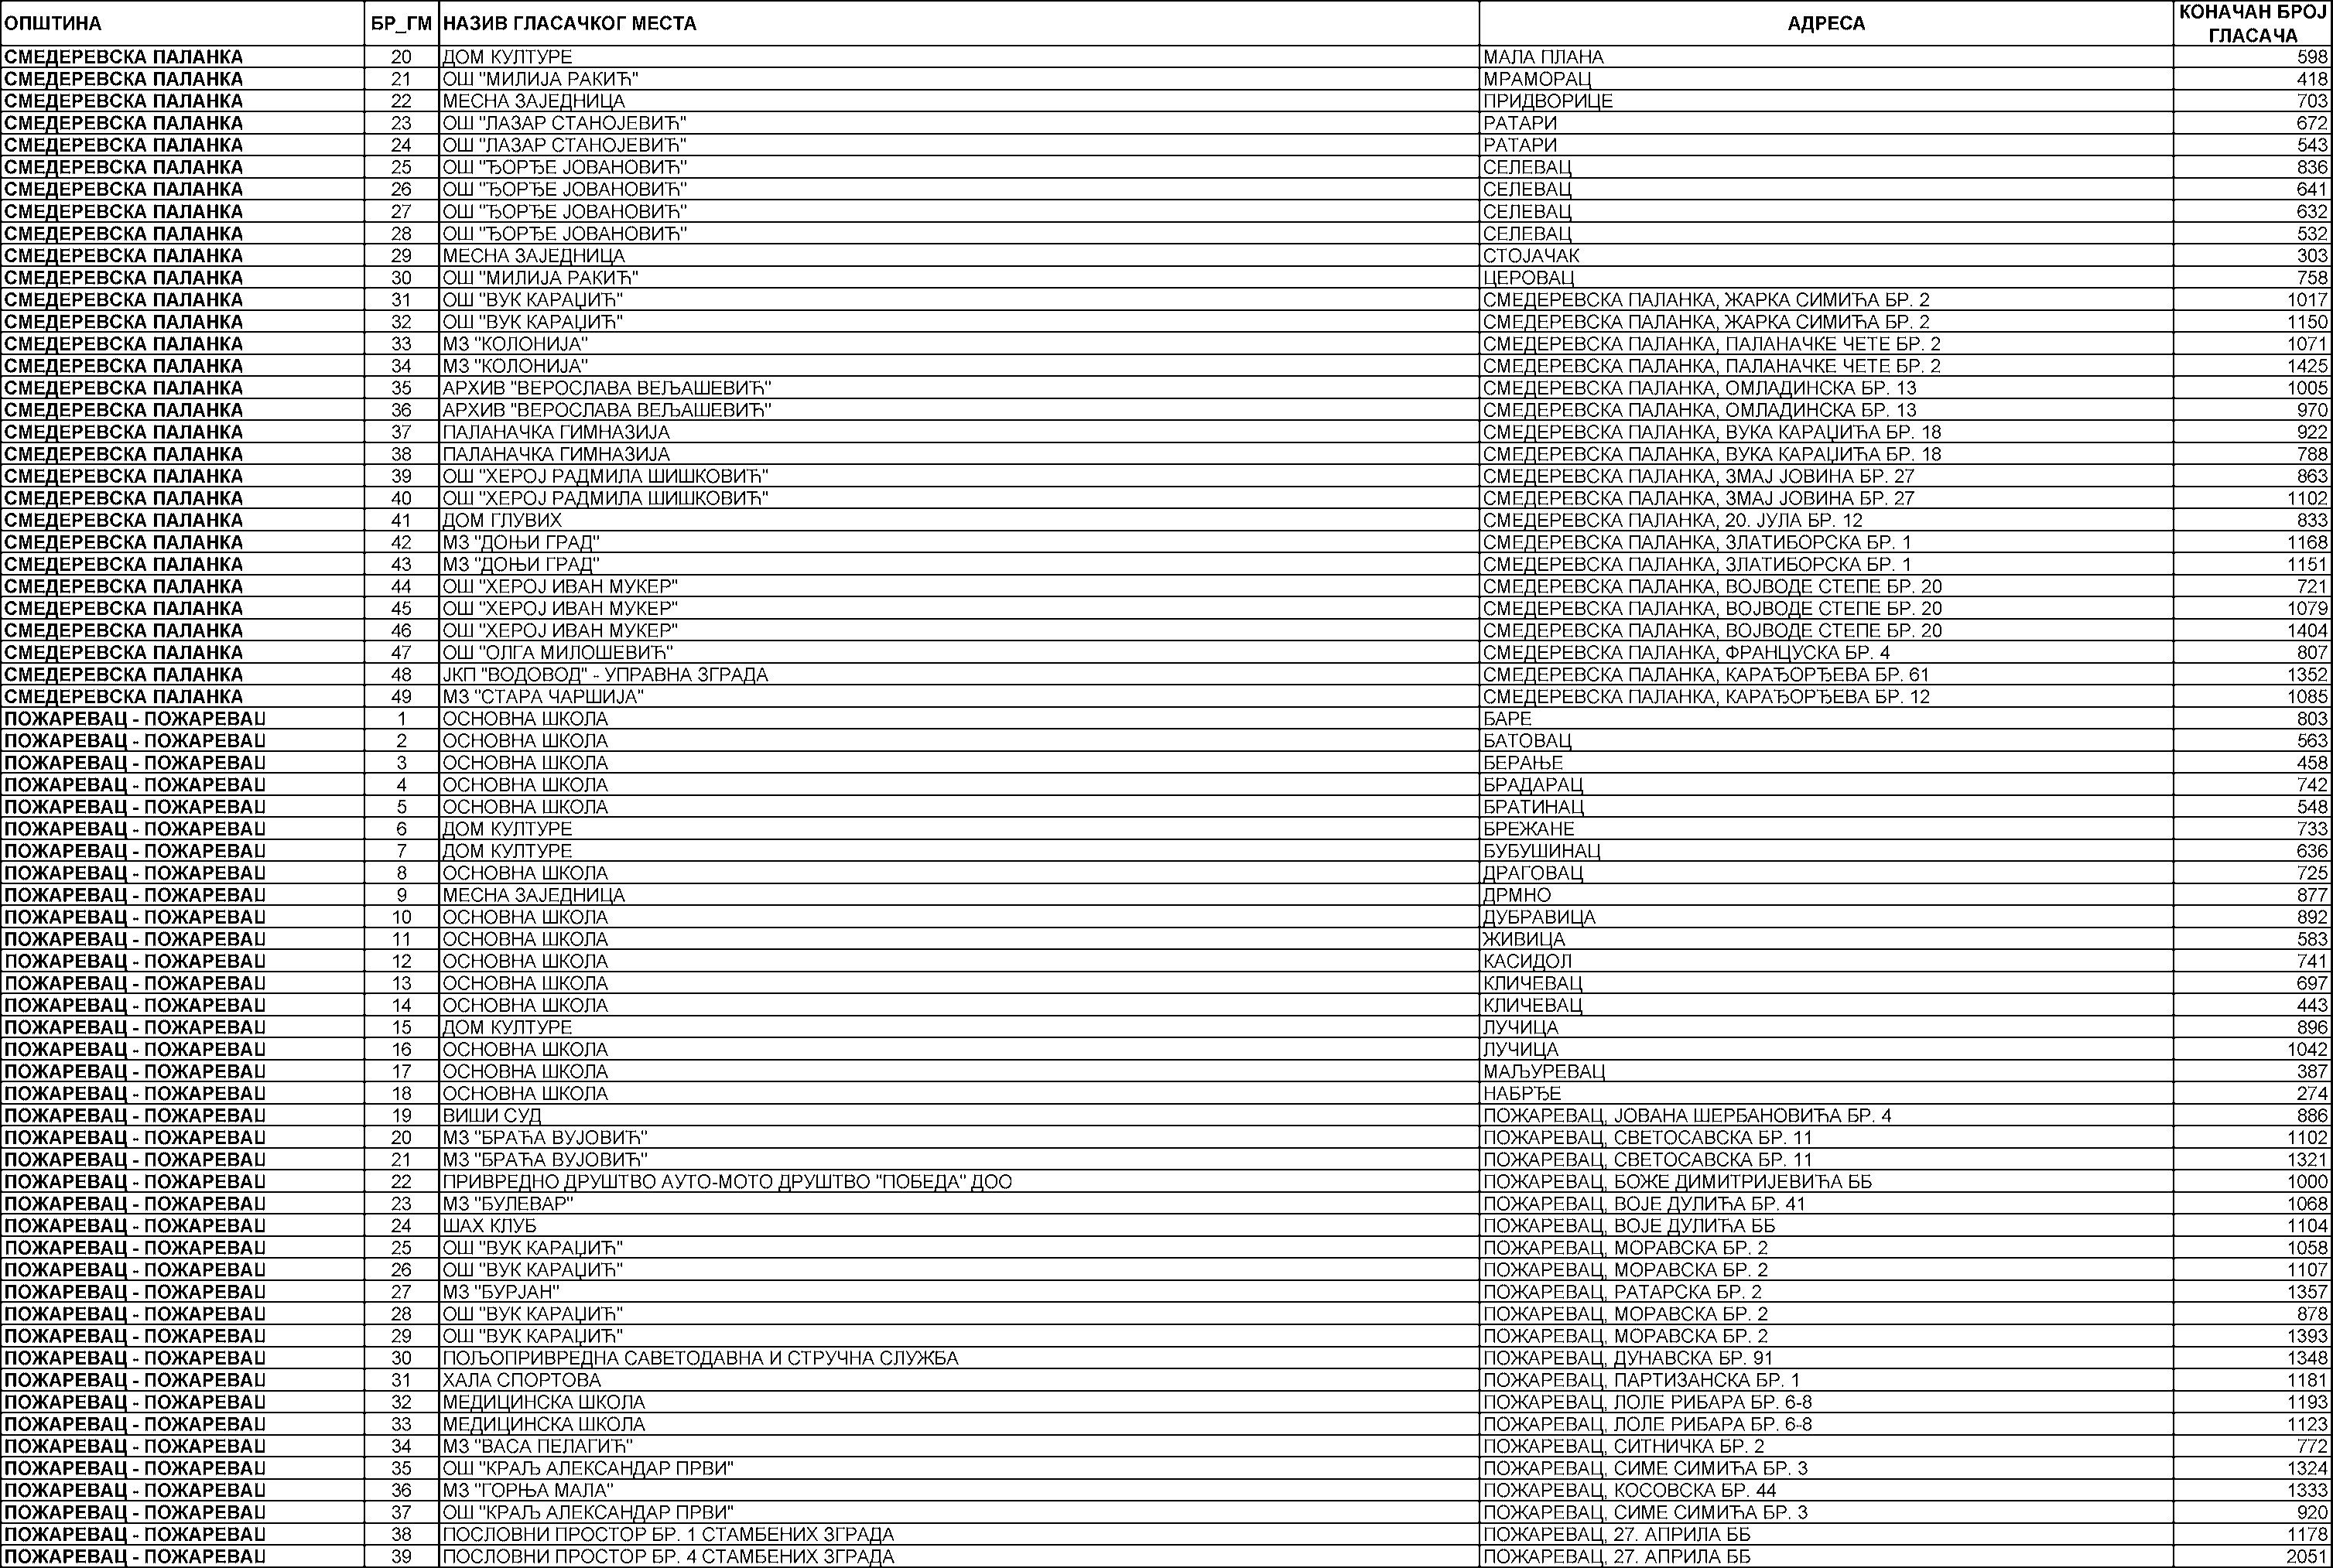 ОПШТИНА БР_ГМ НАЗИВ ГЛАСАЧКОГ МЕСТА АДРЕСА КОНАЧАН БРОЈ ГЛАСАЧА
СМЕДЕРЕВСКА ПАЛАНКА 20 ДОМ КУЛТУРЕ МАЛА ПЛАНА 598
СМЕДЕРЕВСКА ПАЛАНКА 21 ОШ "МИЛИЈА РАКИЋ" МРАМОРАЦ 418
СМЕДЕРЕВСКА ПАЛАНКА 22 МЕСНА ЗАЈЕДНИЦА ПРИДВОРИЦЕ 703
СМЕДЕРЕВСКА ПАЛАНКА 23 ОШ "ЛАЗАР СТАНОЈЕВИЋ" РАТАРИ 672
СМЕДЕРЕВСКА ПАЛАНКА 24 ОШ "ЛАЗАР СТАНОЈЕВИЋ" РАТАРИ 543
СМЕДЕРЕВСКА ПАЛАНКА 25 ОШ "ЂОРЂЕ ЈОВАНОВИЋ" СЕЛЕВАЦ 836
СМЕДЕРЕВСКА ПАЛАНКА 26 ОШ "ЂОРЂЕ ЈОВАНОВИЋ" СЕЛЕВАЦ 641
СМЕДЕРЕВСКА ПАЛАНКА 27 ОШ "ЂОРЂЕ ЈОВАНОВИЋ" СЕЛЕВАЦ 632
СМЕДЕРЕВСКА ПАЛАНКА 28 ОШ "ЂОРЂЕ ЈОВАНОВИЋ" СЕЛЕВАЦ 532
СМЕДЕРЕВСКА ПАЛАНКА 29 МЕСНА ЗАЈЕДНИЦА СТОЈАЧАК 303
СМЕДЕРЕВСКА ПАЛАНКА 30 ОШ "МИЛИЈА РАКИЋ" ЦЕРОВАЦ 758
СМЕДЕРЕВСКА ПАЛАНКА 31 ОШ "ВУК КАРАЏИЋ" СМЕДЕРЕВСКА ПАЛАНКА, ЖАРКА СИМИЋА БР. 2 1017
СМЕДЕРЕВСКА ПАЛАНКА 32 ОШ "ВУК КАРАЏИЋ" СМЕДЕРЕВСКА ПАЛАНКА, ЖАРКА СИМИЋА БР. 2 1150
СМЕДЕРЕВСКА ПАЛАНКА 33 МЗ "КОЛОНИЈА" СМЕДЕРЕВСКА ПАЛАНКА, ПАЛАНАЧКЕ ЧЕТЕ БР. 2 1071
СМЕДЕРЕВСКА ПАЛАНКА 34 МЗ "КОЛОНИЈА" СМЕДЕРЕВСКА ПАЛАНКА, ПАЛАНАЧКЕ ЧЕТЕ БР. 2 1425
СМЕДЕРЕВСКА ПАЛАНКА 35 АРХИВ "ВЕРОСЛАВА ВЕЉАШЕВИЋ" СМЕДЕРЕВСКА ПАЛАНКА, ОМЛАДИНСКА БР. 13 1005
СМЕДЕРЕВСКА ПАЛАНКА 36 АРХИВ "ВЕРОСЛАВА ВЕЉАШЕВИЋ" СМЕДЕРЕВСКА ПАЛАНКА, ОМЛАДИНСКА БР. 13 970
СМЕДЕРЕВСКА ПАЛАНКА 37 ПАЛАНАЧКА ГИМНАЗИЈА СМЕДЕРЕВСКА ПАЛАНКА, ВУКА КАРАЏИЋА БР. 18 922
СМЕДЕРЕВСКА ПАЛАНКА 38 ПАЛАНАЧКА ГИМНАЗИЈА СМЕДЕРЕВСКА ПАЛАНКА, ВУКА КАРАЏИЋА БР. 18 788
СМЕДЕРЕВСКА ПАЛАНКА 39 ОШ "ХЕРОЈ РАДМИЛА ШИШКОВИЋ" СМЕДЕРЕВСКА ПАЛАНКА, ЗМАЈ ЈОВИНА БР. 27 863
СМЕДЕРЕВСКА ПАЛАНКА 40 ОШ "ХЕРОЈ РАДМИЛА ШИШКОВИЋ" СМЕДЕРЕВСКА ПАЛАНКА, ЗМАЈ ЈОВИНА БР. 27 1102
СМЕДЕРЕВСКА ПАЛАНКА 41 ДОМ ГЛУВИХ СМЕДЕРЕВСКА ПАЛАНКА, 20. ЈУЛА БР. 12 833
СМЕДЕРЕВСКА ПАЛАНКА 42 МЗ "ДОЊИ ГРАД" СМЕДЕРЕВСКА ПАЛАНКА, ЗЛАТИБОРСКА БР. 1 1168
СМЕДЕРЕВСКА ПАЛАНКА 43 МЗ "ДОЊИ ГРАД" СМЕДЕРЕВСКА ПАЛАНКА, ЗЛАТИБОРСКА БР. 1 1151
СМЕДЕРЕВСКА ПАЛАНКА 44 ОШ "ХЕРОЈ ИВАН МУКЕР" СМЕДЕРЕВСКА ПАЛАНКА, ВОЈВОДЕ СТЕПЕ БР. 20 721
СМЕДЕРЕВСКА ПАЛАНКА 45 ОШ "ХЕРОЈ ИВАН МУКЕР" СМЕДЕРЕВСКА ПАЛАНКА, ВОЈВОДЕ СТЕПЕ БР. 20 1079
СМЕДЕРЕВСКА ПАЛАНКА 46 ОШ "ХЕРОЈ ИВАН МУКЕР" СМЕДЕРЕВСКА ПАЛАНКА, ВОЈВОДЕ СТЕПЕ БР. 20 1404
СМЕДЕРЕВСКА ПАЛАНКА 47 ОШ "ОЛГА МИЛОШЕВИЋ" СМЕДЕРЕВСКА ПАЛАНКА, ФРАНЦУСКА БР. 4 807
СМЕДЕРЕВСКА ПАЛАНКА 48 ЈКП "ВОДОВОД" - УПРАВНА ЗГРАДА СМЕДЕРЕВСКА ПАЛАНКА, КАРАЂОРЂЕВА БР. 61 1352
СМЕДЕРЕВСКА ПАЛАНКА 49 МЗ "СТАРА ЧАРШИЈА" СМЕДЕРЕВСКА ПАЛАНКА, КАРАЂОРЂЕВА БР. 12 1085
ПОЖАРЕВАЦ - ПОЖАРЕВАЦ 1 ОСНОВНА ШКОЛА БАРЕ 803
ПОЖАРЕВАЦ - ПОЖАРЕВАЦ 2 ОСНОВНА ШКОЛА БАТОВАЦ 563
ПОЖАРЕВАЦ - ПОЖАРЕВАЦ 3 ОСНОВНА ШКОЛА БЕРАЊЕ 458
ПОЖАРЕВАЦ - ПОЖАРЕВАЦ 4 ОСНОВНА ШКОЛА БРАДАРАЦ 742
ПОЖАРЕВАЦ - ПОЖАРЕВАЦ 5 ОСНОВНА ШКОЛА БРАТИНАЦ 548
ПОЖАРЕВАЦ - ПОЖАРЕВАЦ 6 ДОМ КУЛТУРЕ БРЕЖАНЕ 733
ПОЖАРЕВАЦ - ПОЖАРЕВАЦ 7 ДОМ КУЛТУРЕ БУБУШИНАЦ 636
ПОЖАРЕВАЦ - ПОЖАРЕВАЦ 8 ОСНОВНА ШКОЛА ДРАГОВАЦ 725
ПОЖАРЕВАЦ - ПОЖАРЕВАЦ 9 МЕСНА ЗАЈЕДНИЦА ДРМНО 877
ПОЖАРЕВАЦ - ПОЖАРЕВАЦ 10 ОСНОВНА ШКОЛА ДУБРАВИЦА 892
ПОЖАРЕВАЦ - ПОЖАРЕВАЦ 11 ОСНОВНА ШКОЛА ЖИВИЦА 583
ПОЖАРЕВАЦ - ПОЖАРЕВАЦ 12 ОСНОВНА ШКОЛА КАСИДОЛ 741
ПОЖАРЕВАЦ - ПОЖАРЕВАЦ 13 ОСНОВНА ШКОЛА КЛИЧЕВАЦ 697
ПОЖАРЕВАЦ - ПОЖАРЕВАЦ 14 ОСНОВНА ШКОЛА КЛИЧЕВАЦ 443
ПОЖАРЕВАЦ - ПОЖАРЕВАЦ 15 ДОМ КУЛТУРЕ ЛУЧИЦА 896
ПОЖАРЕВАЦ - ПОЖАРЕВАЦ 16 ОСНОВНА ШКОЛА ЛУЧИЦА 1042
ПОЖАРЕВАЦ - ПОЖАРЕВАЦ 17 ОСНОВНА ШКОЛА МАЉУРЕВАЦ 387
ПОЖАРЕВАЦ - ПОЖАРЕВАЦ 18 ОСНОВНА ШКОЛА НАБРЂЕ 274
ПОЖАРЕВАЦ - ПОЖАРЕВАЦ 19 ВИШИ СУД ПОЖАРЕВАЦ, ЈОВАНА ШЕРБАНОВИЋА БР. 4 886
ПОЖАРЕВАЦ - ПОЖАРЕВАЦ 20 МЗ "БРАЋА ВУЈОВИЋ" ПОЖАРЕВАЦ, СВЕТОСАВСКА БР. 11 1102
ПОЖАРЕВАЦ - ПОЖАРЕВАЦ 21 МЗ "БРАЋА ВУЈОВИЋ" ПОЖАРЕВАЦ, СВЕТОСАВСКА БР. 11 1321
ПОЖАРЕВАЦ - ПОЖАРЕВАЦ 22 ПРИВРЕДНО ДРУШТВО АУТО-МОТО ДРУШТВО "ПОБЕДА" ДОО ПОЖАРЕВАЦ, БОЖЕ ДИМИТРИЈЕВИЋА ББ 1000
ПОЖАРЕВАЦ - ПОЖАРЕВАЦ 23 МЗ "БУЛЕВАР" ПОЖАРЕВАЦ, ВОЈЕ ДУЛИЋА БР. 41 1068
ПОЖАРЕВАЦ - ПОЖАРЕВАЦ 24 ШАХ КЛУБ ПОЖАРЕВАЦ, ВОЈЕ ДУЛИЋА ББ 1104
ПОЖАРЕВАЦ - ПОЖАРЕВАЦ 25 ОШ "ВУК КАРАЏИЋ" ПОЖАРЕВАЦ, МОРАВСКА БР. 2 1058
ПОЖАРЕВАЦ - ПОЖАРЕВАЦ 26 ОШ "ВУК КАРАЏИЋ" ПОЖАРЕВАЦ, МОРАВСКА БР. 2 1107
ПОЖАРЕВАЦ - ПОЖАРЕВАЦ 27 МЗ "БУРЈАН" ПОЖАРЕВАЦ, РАТАРСКА БР. 2 1357
ПОЖАРЕВАЦ - ПОЖАРЕВАЦ 28 ОШ "ВУК КАРАЏИЋ" ПОЖАРЕВАЦ, МОРАВСКА БР. 2 878
ПОЖАРЕВАЦ - ПОЖАРЕВАЦ 29 ОШ "ВУК КАРАЏИЋ" ПОЖАРЕВАЦ, МОРАВСКА БР. 2 1393
ПОЖАРЕВАЦ - ПОЖАРЕВАЦ 30 ПОЉОПРИВРЕДНА САВЕТОДАВНА И СТРУЧНА СЛУЖБА ПОЖАРЕВАЦ, ДУНАВСКА БР. 91 1348
ПОЖАРЕВАЦ - ПОЖАРЕВАЦ 31 ХАЛА СПОРТОВА ПОЖАРЕВАЦ, ПАРТИЗАНСКА БР. 1 1181
ПОЖАРЕВАЦ - ПОЖАРЕВАЦ 32 МЕДИЦИНСКА ШКОЛА ПОЖАРЕВАЦ, ЛОЛЕ РИБАРА БР. 6-8 1193
ПОЖАРЕВАЦ - ПОЖАРЕВАЦ 33 МЕДИЦИНСКА ШКОЛА ПОЖАРЕВАЦ, ЛОЛЕ РИБАРА БР. 6-8 1123
ПОЖАРЕВАЦ - ПОЖАРЕВАЦ 34 МЗ "ВАСА ПЕЛАГИЋ" ПОЖАРЕВАЦ, СИТНИЧКА БР. 2 772
ПОЖАРЕВАЦ - ПОЖАРЕВАЦ 35 ОШ "КРАЉ АЛЕКСАНДАР ПРВИ" ПОЖАРЕВАЦ, СИМЕ СИМИЋА БР. 3 1324
ПОЖАРЕВАЦ - ПОЖАРЕВАЦ 36 МЗ "ГОРЊА МАЛА" ПОЖАРЕВАЦ, КОСОВСКА БР. 44 1333
ПОЖАРЕВАЦ - ПОЖАРЕВАЦ 37 ОШ "КРАЉ АЛЕКСАНДАР ПРВИ" ПОЖАРЕВАЦ, СИМЕ СИМИЋА БР. 3 920
ПОЖАРЕВАЦ - ПОЖАРЕВАЦ 38 ПОСЛОВНИ ПРОСТОР БР. 1 СТАМБЕНИХ ЗГРАДА ПОЖАРЕВАЦ, 27. АПРИЛА ББ 1178
ПОЖАРЕВАЦ - ПОЖАРЕВАЦ 39 ПОСЛОВНИ ПРОСТОР БР. 4 СТАМБЕНИХ ЗГРАДА ПОЖАРЕВАЦ, 27. АПРИЛА ББ 2051